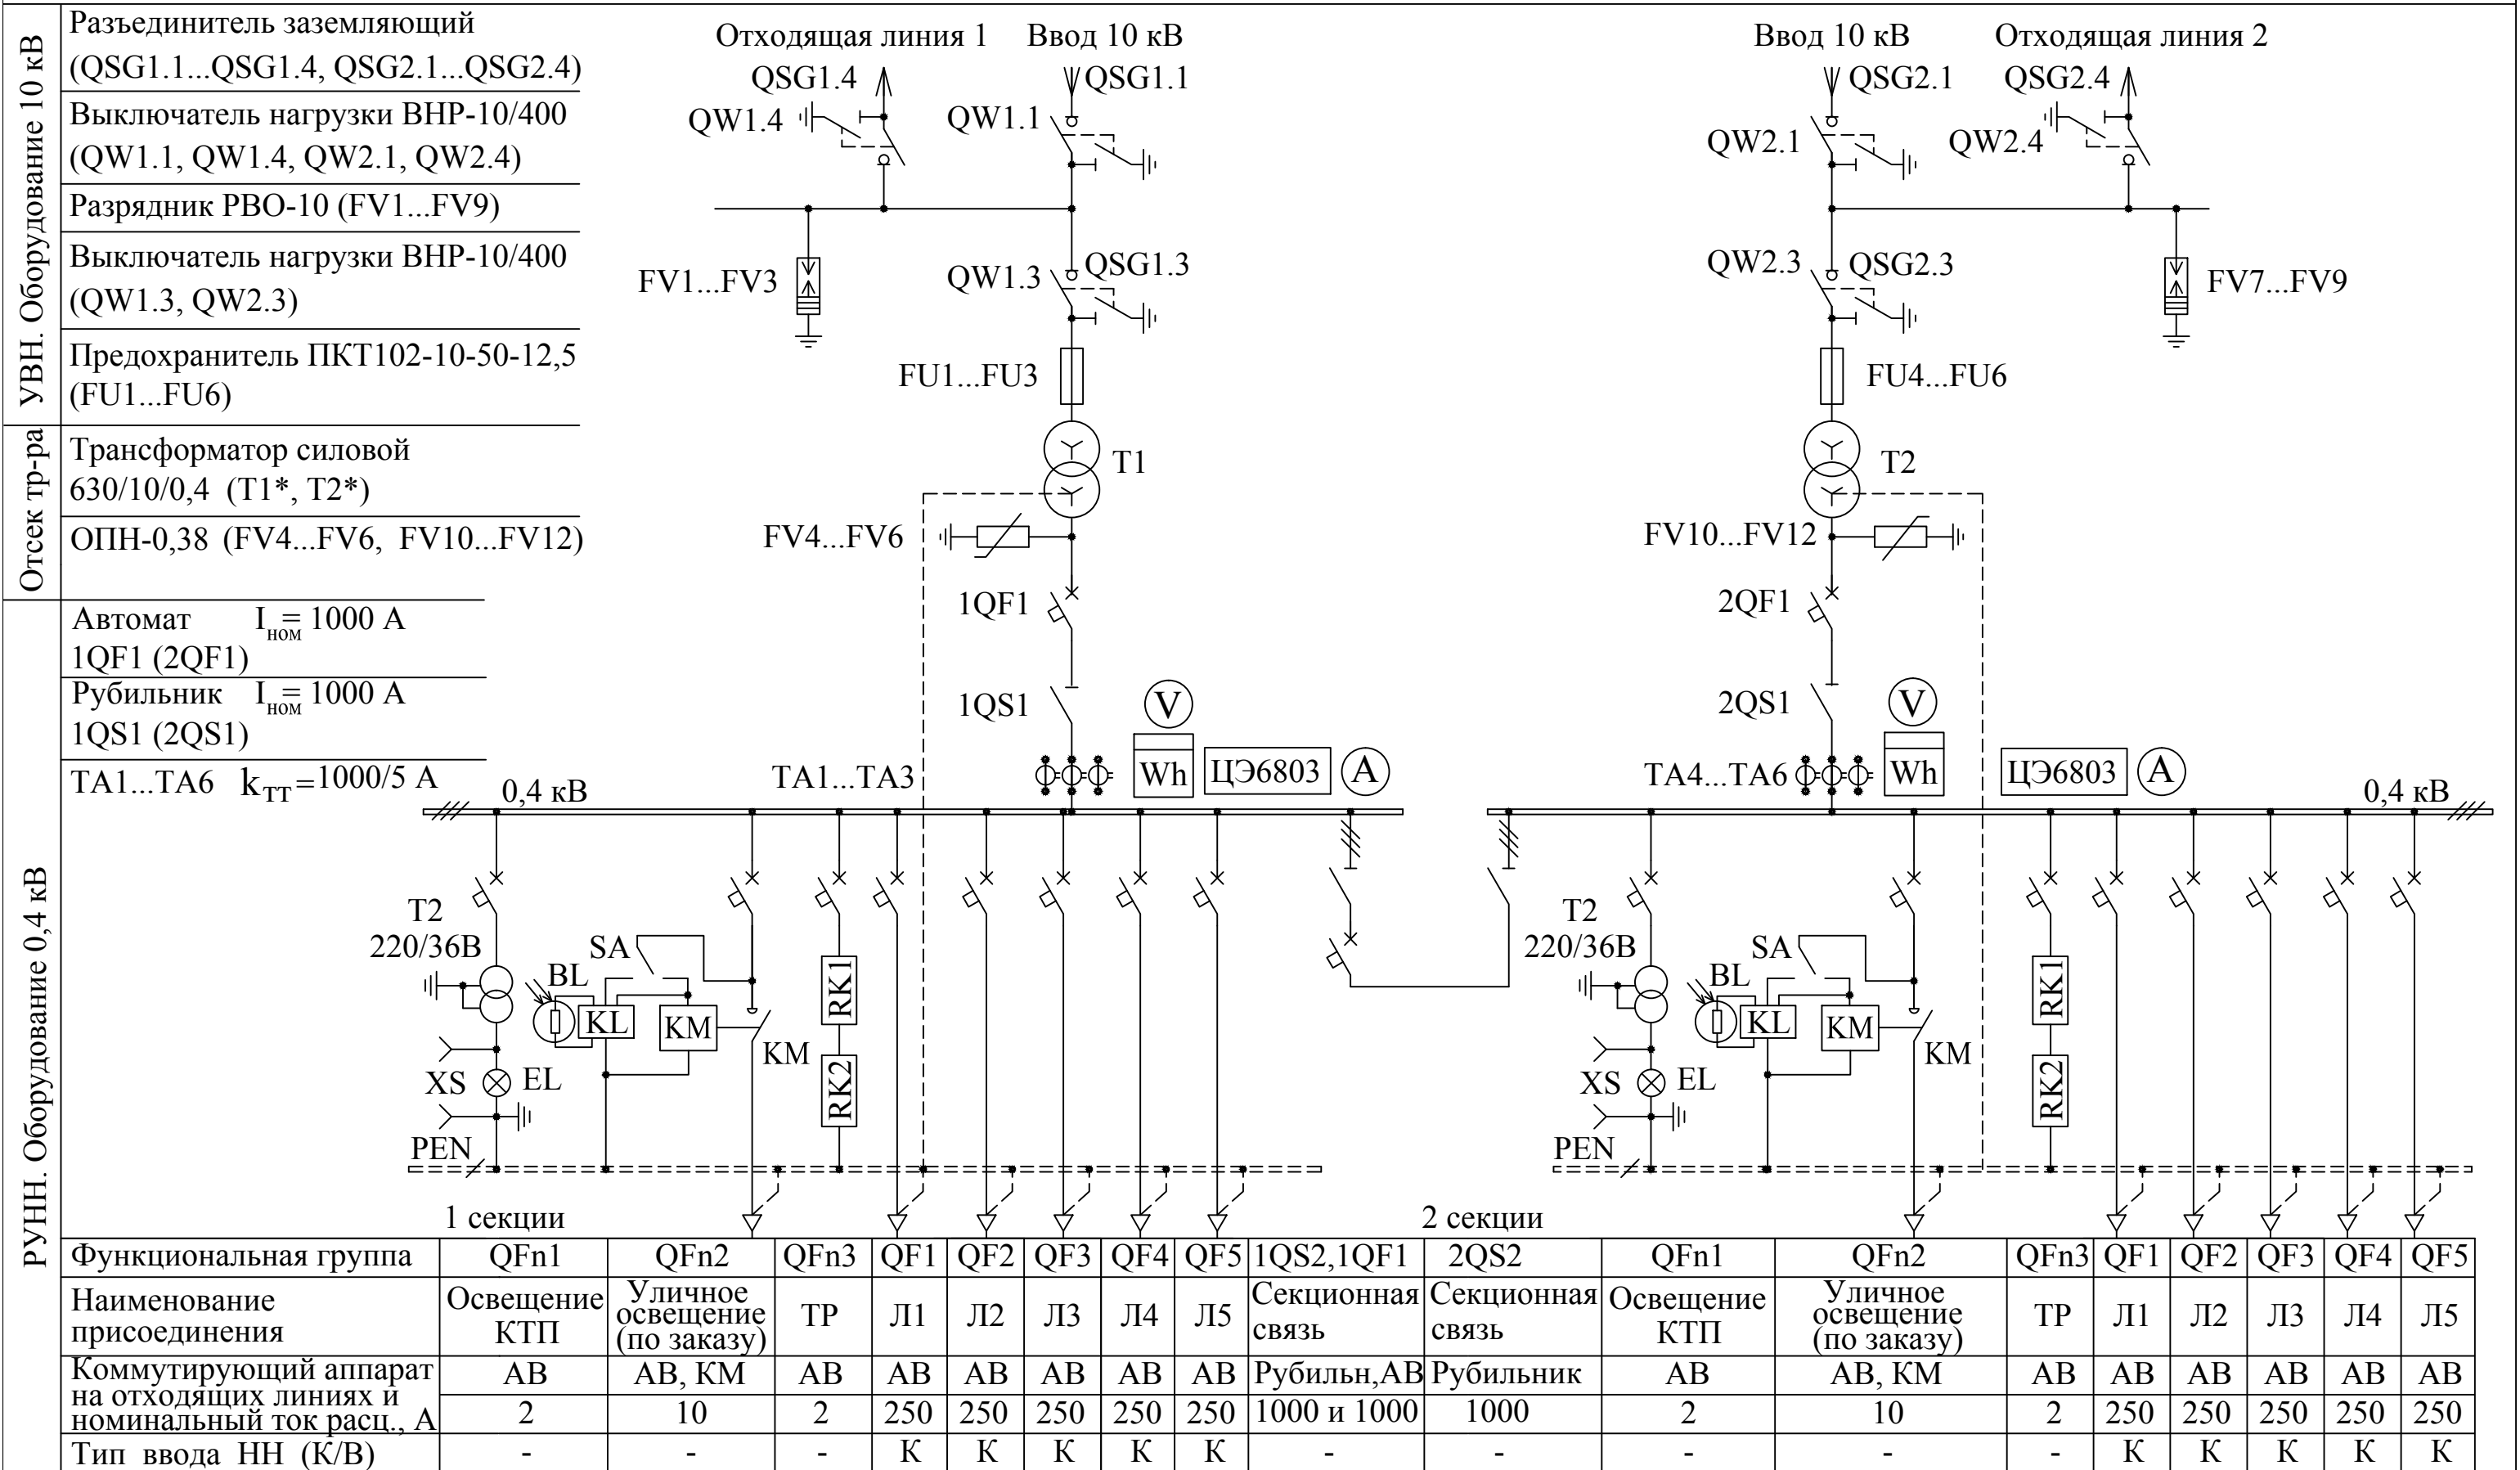 УВН. Оборудование 10 кВ
Разъединитель заземляющий
(QSG1.1...QSG1.4, QSG2.1...QSG2.4)
Выключатель нагрузки ВНР-10/400
(QW1.1, QW1.4, QW2.1, QW2.4)
Разрядник РВО-10 (FV1...FV9)
Выключатель нагрузки ВНР-10/400
(QW1.3, QW2.3)
Предохранитель ПКТ102-10-50-12,5
(FU1...FU6)
Отсек тр-ра
Трансформатор силовой
630/10/0,4 (Т1*, Т2*)
ОПН-0,38 (FV4...FV6, FV10...FV12)
РУНН. Оборудование 0,4 кВ
Автомат Iном = 1000 А
1QF1 (2QF1)
Рубильник Iном = 1000 А
1QS1 (2QS1)
ТА1...ТА6 kтт=1000/5 А
Отходящая линия 1
Ввод 10 кВ
QSG1.4
QSG1.1
QW1.4
QW1.1
FV1...FV3
QW1.3
QSG1.3
FU1...FU3
Т1
FV4...FV6
1QF1
1QS1
V
Wh
ЦЭ6803
A
ТА1...ТА3
0,4 кВ
Ввод 10 кВ
Отходящая линия 2
QSG2.1
QSG2.4
QW2.1
QW2.4
QW2.3
QSG2.3
FV7...FV9
FU4...FU6
Т2
FV10...FV12
2QF1
2QS1
V
Wh
ЦЭ6803
A
ТА4...ТА6
0,4 кВ
Т2
220/36В
SA
BL
KL
KM
KM
RK1
RK2
XS
EL
PEN
1 секции
Т2
220/36В
SA
BL
KL
KM
KM
RK1
RK2
XS
EL
PEN
2 секции
Функциональная группа QFn1 QFn2 QFn3 QF1 QF2 QF3 QF4 QF5 1QS2,1QF1 2QS2 QFn1 QFn2 QFn3 QF1 QF2 QF3 QF4 QF5
Наименование присоединения Освещение КТП Уличное освещение (по заказу) ТР Л1 Л2 Л3 Л4 Л5 Секционная связь Секционная связь Освещение КТП Уличное освещение (по заказу) ТР Л1 Л2 Л3 Л4 Л5
Коммутирующий аппарат АВ АВ, КМ АВ АВ АВ АВ АВ АВ Рубильн,АВ Рубильник АВ АВ, КМ АВ АВ АВ АВ АВ АВ
на отходящих линиях и
номинальный ток расц., А 2 10 2 250 250 250 250 250 1000 и 1000 1000 2 10 2 250 250 250 250 250
Тип ввода НН (К/В) - - - К К К К К - - - - - К К К К К